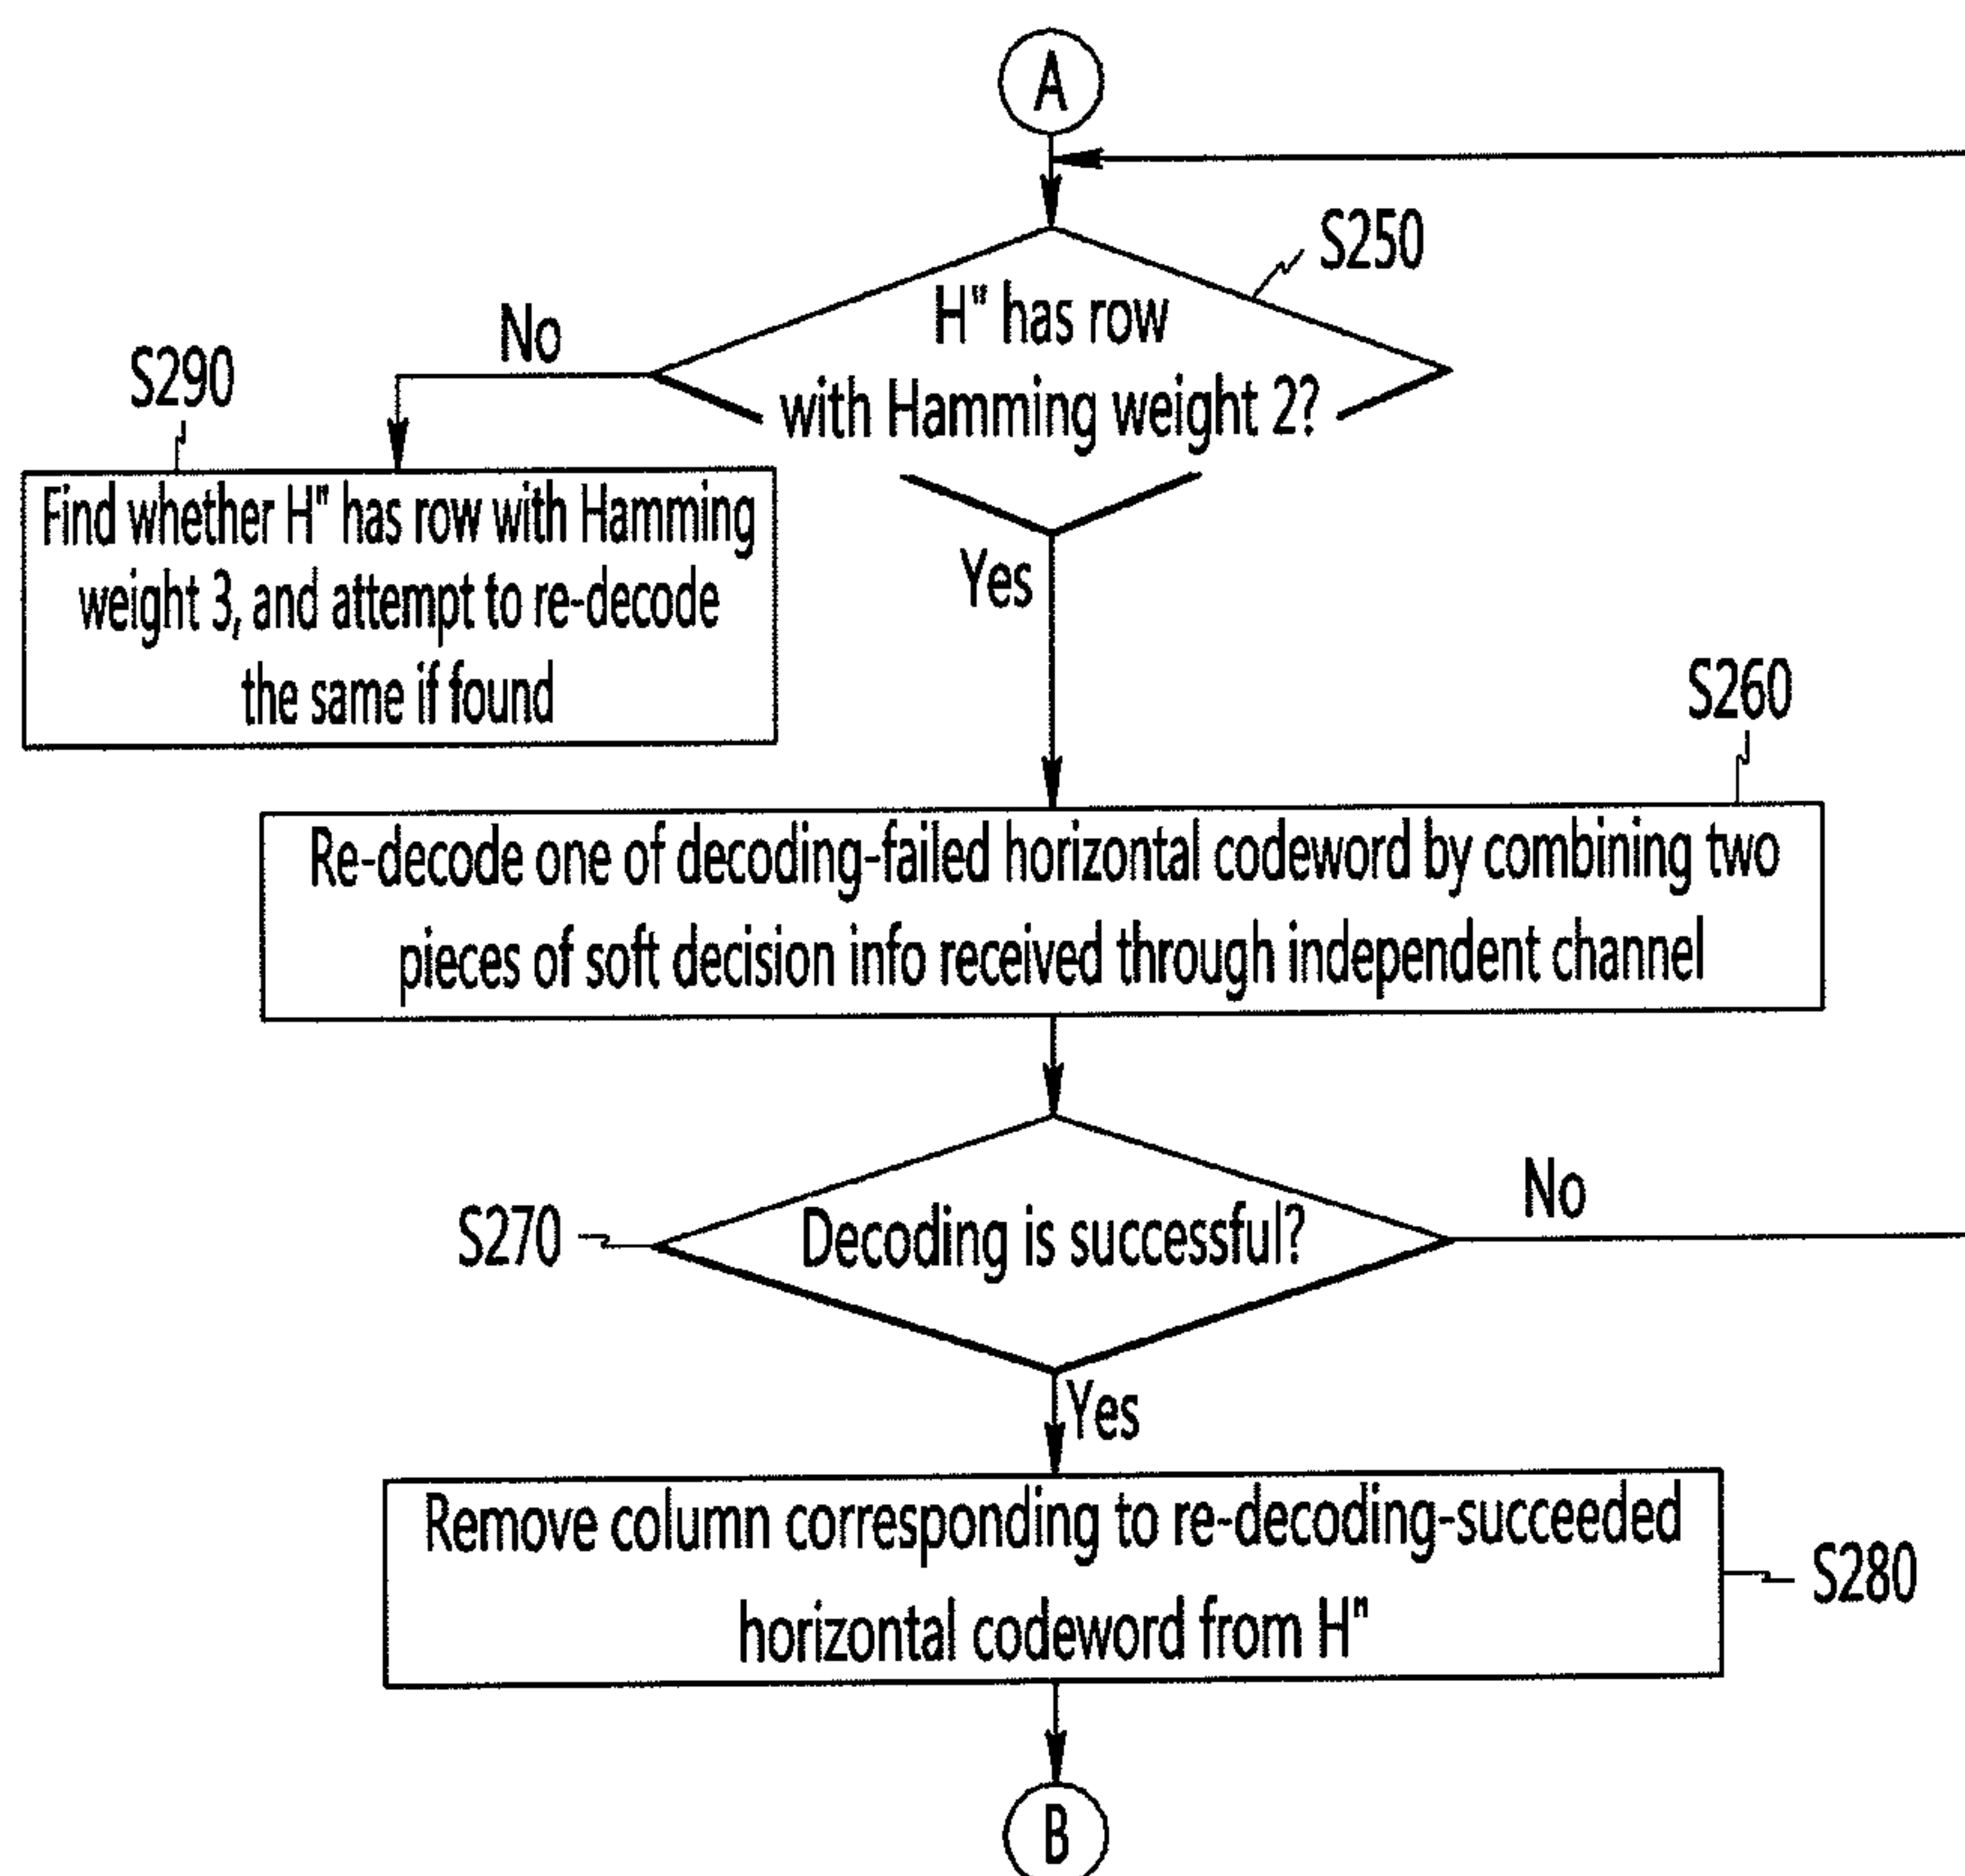 A
S250
H" has row
with Hamming weight 2?
No
S290
Find whether H" has row with Hamming
weight 3, and attempt to re-decode
the same if found
Yes
S260
Re-decode one of decoding-failed horizontal codeword by combining two
pieces of soft decision info received through independent channel
S270
Decoding is successful?
No
Yes
Remove column corresponding to re-decoding-succeeded
horizontal codeword from H"
S280
B